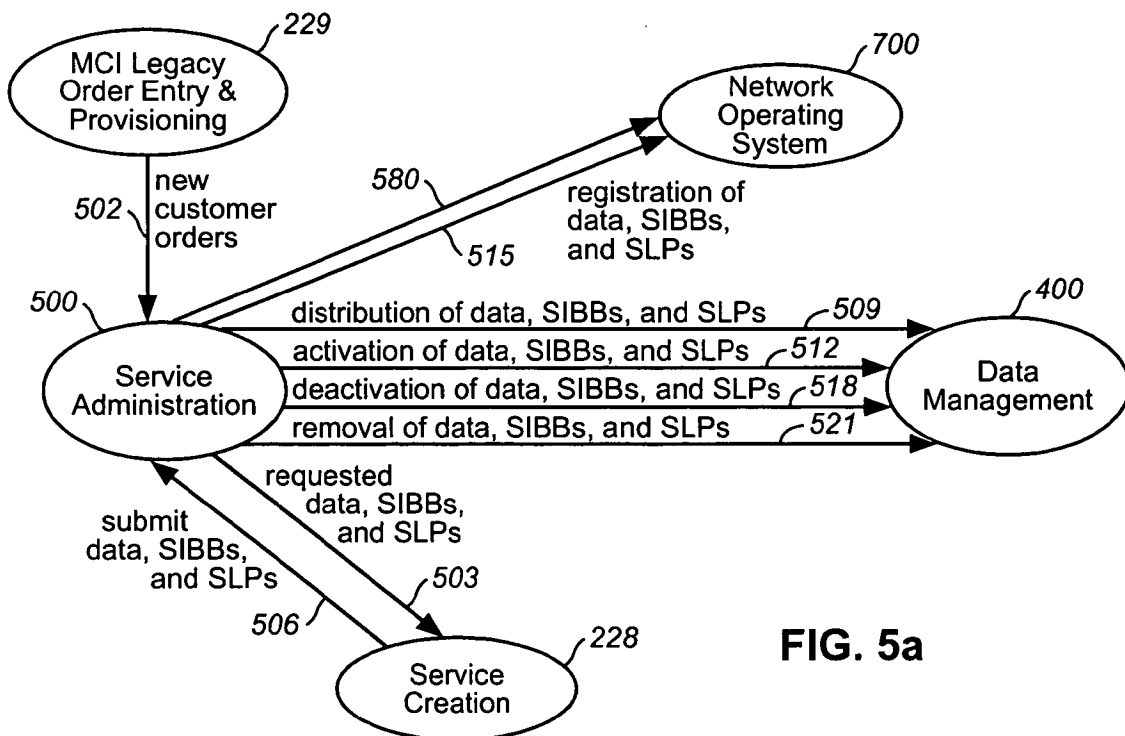 229
MCI Legacy
Order Entry &
Provisioning
700
Network
Operating
System
502
new
customer
orders
580
515
registration of
data, SIBBs,
and SLPs
500
Service
Administration
distribution of data, SIBBs, and SLPs 509
activation of data, SIBBs, and SLPs 512
deactivation of data, SIBBs, and SLPs 518
removal of data, SIBBs, and SLPs 521
400
Data
Management
requested
data, SIBBs,
and SLPs
503
submit
data, SIBBs,
and SLPs
506
228
Service
Creation
FIG. 5a